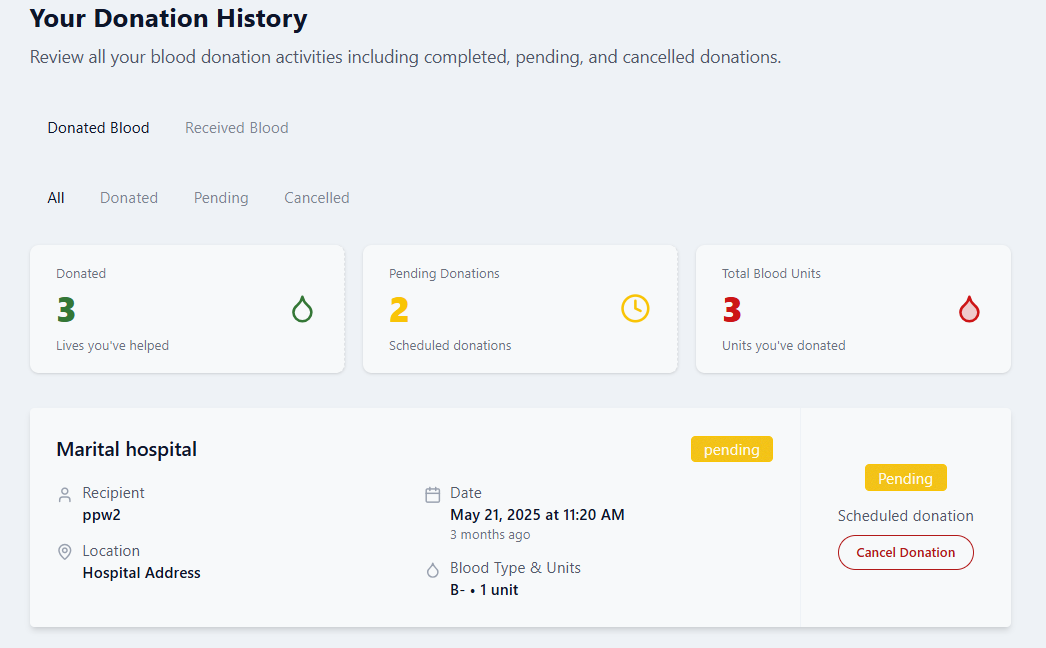 Your Donation History
Review all your blood donation activities including completed, pending, and cancelled donations.
Donated Blood Received Blood
All Donated Pending Cancelled
Donated
3
Lives you've helped
Pending Donations
2
Scheduled donations
Total Blood Units
3
Units you've donated
Marital hospital
pending
Recipient
ppw2
Location
Hospital Address
Date
May 21, 2025 at 11:20 AM
3 months ago
Blood Type & Units
B- • 1 unit
Pending
Scheduled donation
Cancel Donation